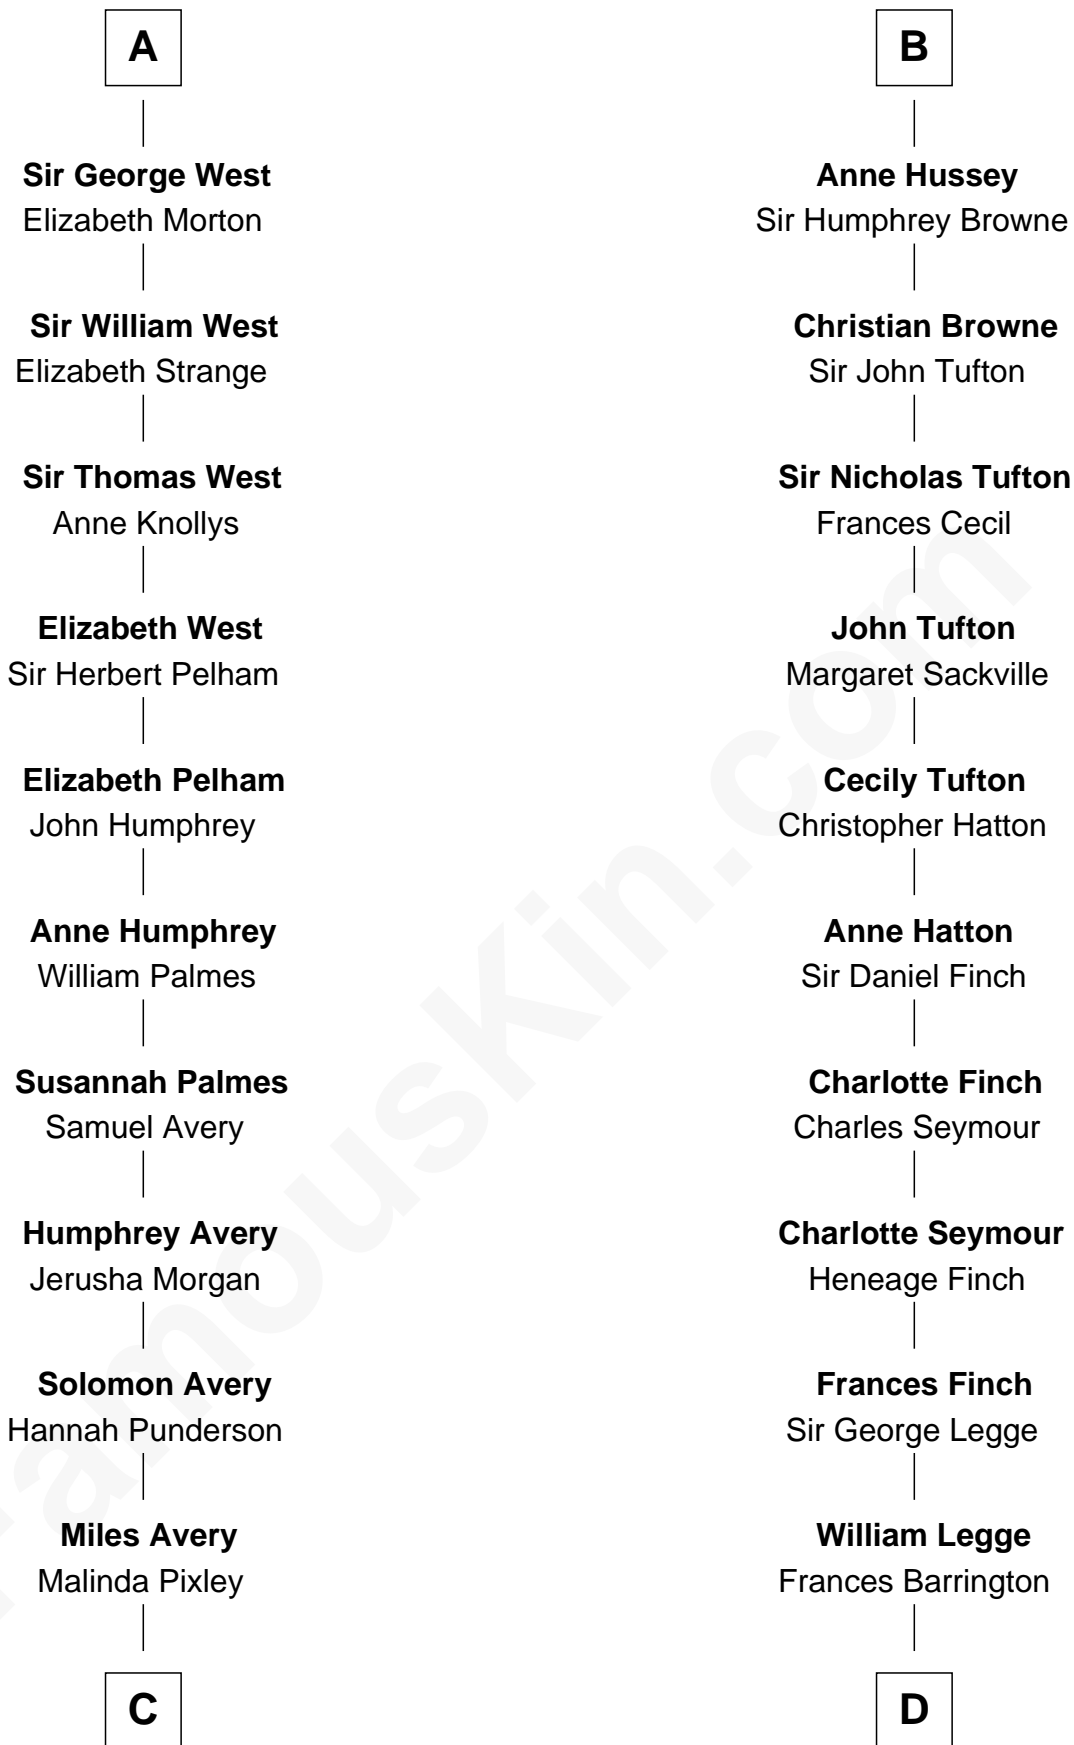 A
Sir George West
Elizabeth Morton
Sir William West
Elizabeth Strange
Sir Thomas West
Anne Knollys
Elizabeth West
Sir Herbert Pelham
Elizabeth Pelham
John Humphrey
Anne Humphrey
William Palmes
Susannah Palmes
Samuel Avery
Humphrey Avery
Jerusha Morgan
Solomon Avery
Hannah Punderson
Miles Avery
Malinda Pixley
C
B
Anne Hussey
Sir Humphrey Browne
Christian Browne
Sir John Tufton
Sir Nicholas Tufton
Frances Cecil
John Tufton
Margaret Sackville
Cecily Tufton
Christopher Hatton
Anne Hatton
Sir Daniel Finch
Charlotte Finch
Charles Seymour
Charlotte Seymour
Heneage Finch
Frances Finch
Sir George Legge
William Legge
Frances Barrington
D
FamousKin.com